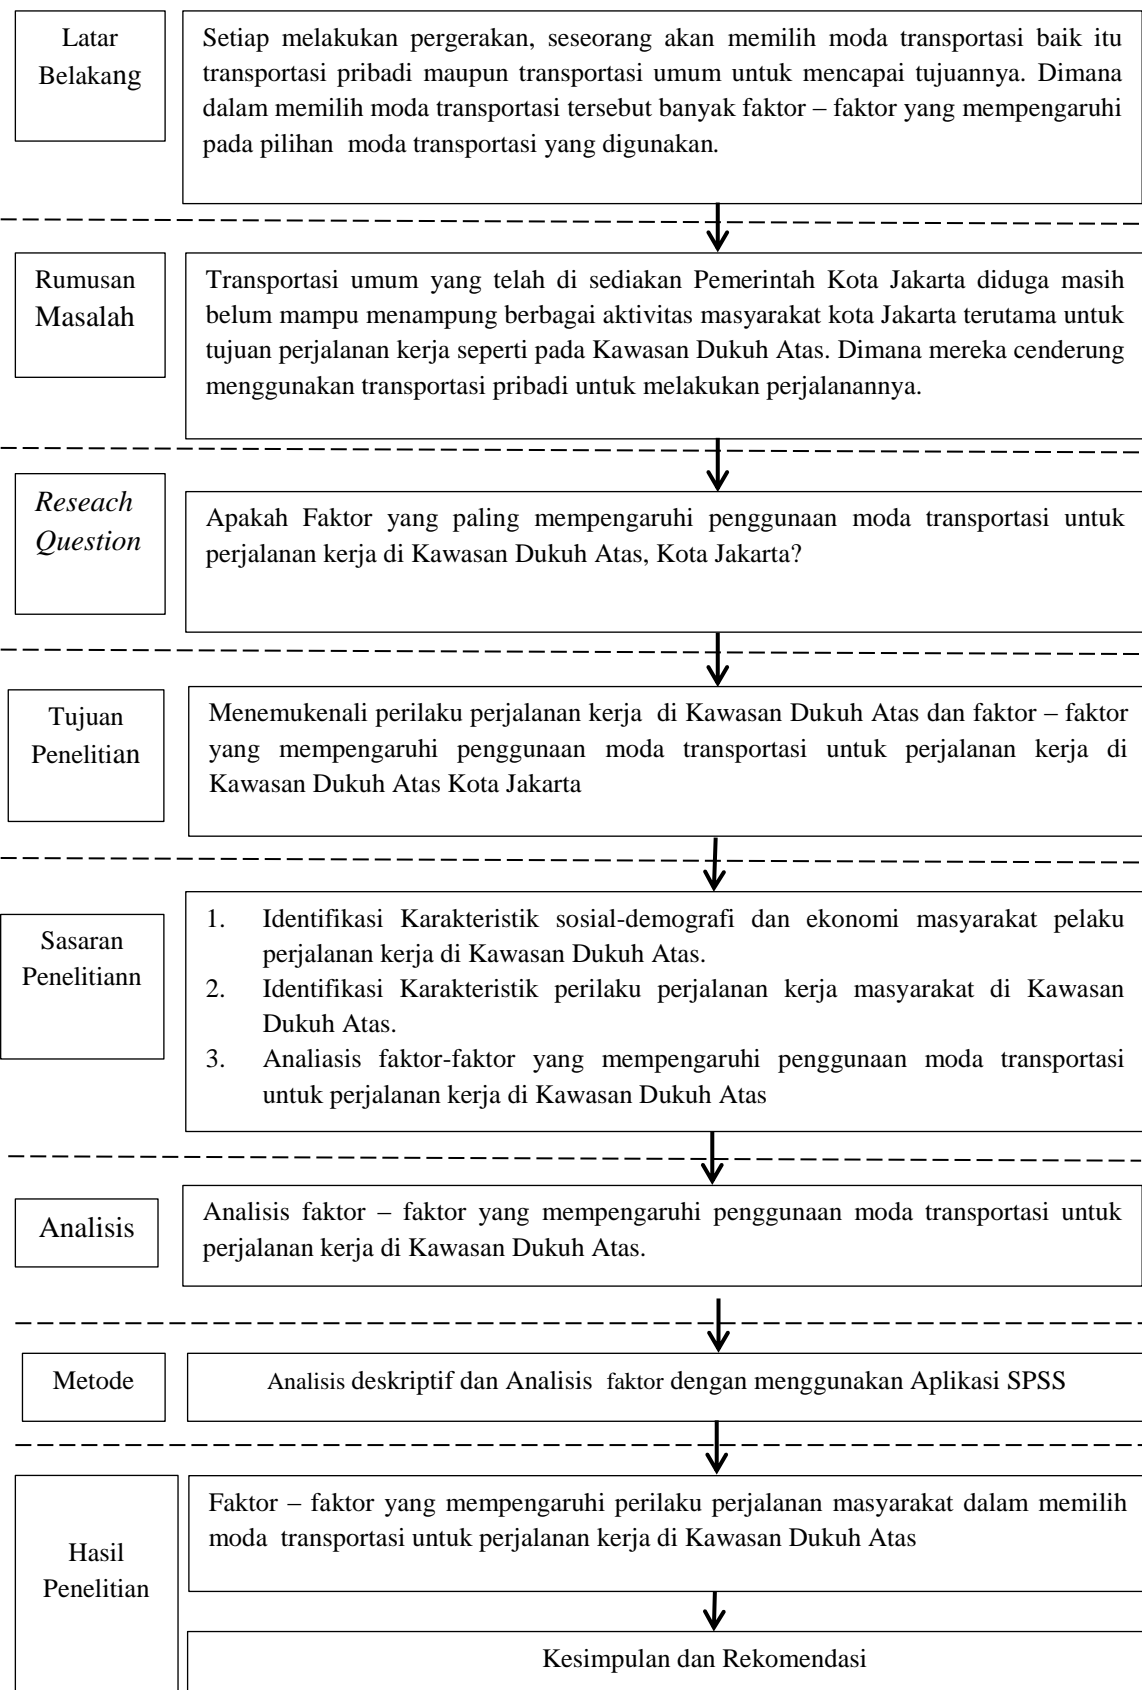 Latar
Belakang
Setiap melakukan pergerakan, seseorang akan memilih moda transportasi baik itu
transportasi pribadi maupun transportasi umum untuk mencapai tujuannya. Dimana
dalam memilih moda transportasi tersebut banyak faktor – faktor yang mempengaruhi
pada pilihan moda transportasi yang digunakan.
Rumusan
Masalah
Transportasi umum yang telah di sediakan Pemerintah Kota Jakarta diduga masih
belum mampu menampung berbagai aktivitas masyarakat kota Jakarta terutama untuk
tujuan perjalanan kerja seperti pada Kawasan Dukuh Atas. Dimana mereka cenderung
menggunakan transportasi pribadi untuk melakukan perjalanannya.
Reseach
Question
Apakah Faktor yang paling mempengaruhi penggunaan moda transportasi untuk
perjalanan kerja di Kawasan Dukuh Atas, Kota Jakarta?
Tujuan
Penelitian
Menemukenali perilaku perjalanan kerja di Kawasan Dukuh Atas dan faktor – faktor
yang mempengaruhi penggunaan moda transportasi untuk perjalanan kerja di
Kawasan Dukuh Atas Kota Jakarta
Sasaran
Penelitiann
1. Identifikasi Karakteristik sosial-demografi dan ekonomi masyarakat pelaku
perjalanan kerja di Kawasan Dukuh Atas.
2. Identifikasi Karakteristik perilaku perjalanan kerja masyarakat di Kawasan
Dukuh Atas.
3. Analiasis faktor-faktor yang mempengaruhi penggunaan moda transportasi
untuk perjalanan kerja di Kawasan Dukuh Atas
Analisis
Analisis faktor – faktor yang mempengaruhi penggunaan moda transportasi untuk
perjalanan kerja di Kawasan Dukuh Atas.
Metode
Analisis deskriptif dan Analisis faktor dengan menggunakan Aplikasi SPSS
Hasil
Penelitian
Faktor – faktor yang mempengaruhi perilaku perjalanan masyarakat dalam memilih
moda transportasi untuk perjalanan kerja di Kawasan Dukuh Atas
Kesimpulan dan Rekomendasi